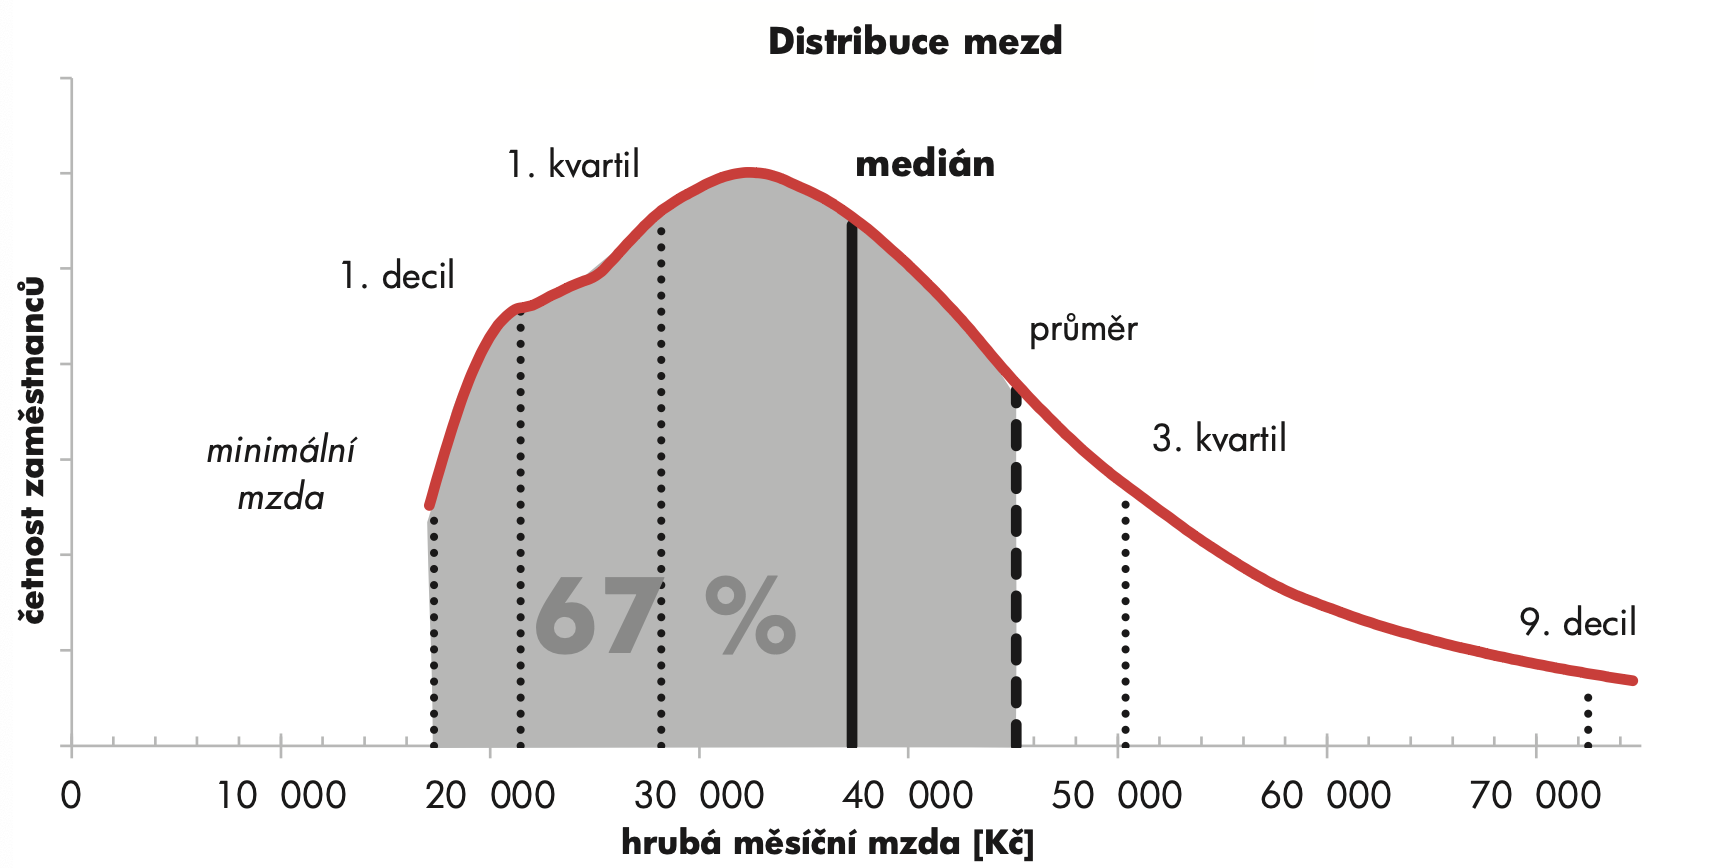 Distribuce mezd
1. kvartil
medián
1. decil
průměr
3. kvartil
minimální
mzda
67 %
9. decil
četnost zaměstnanců
0 10 000 20 000 30 000 40 000 50 000 60 000 70 000
hrubá měsíční mzda [Kč]